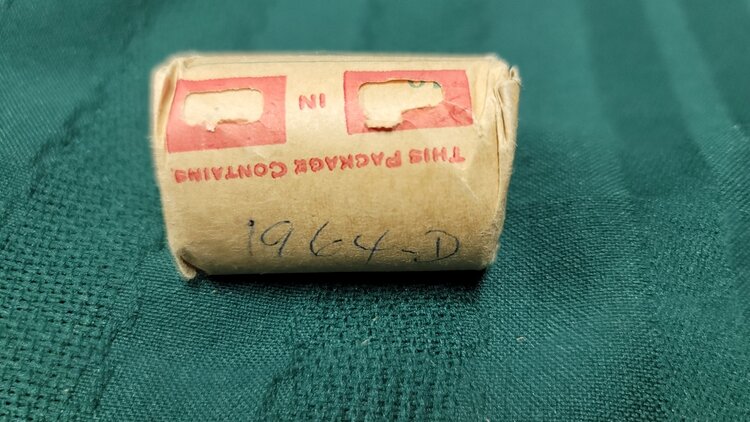 THIS PACKAGE CONTAINS
IN
1964-D